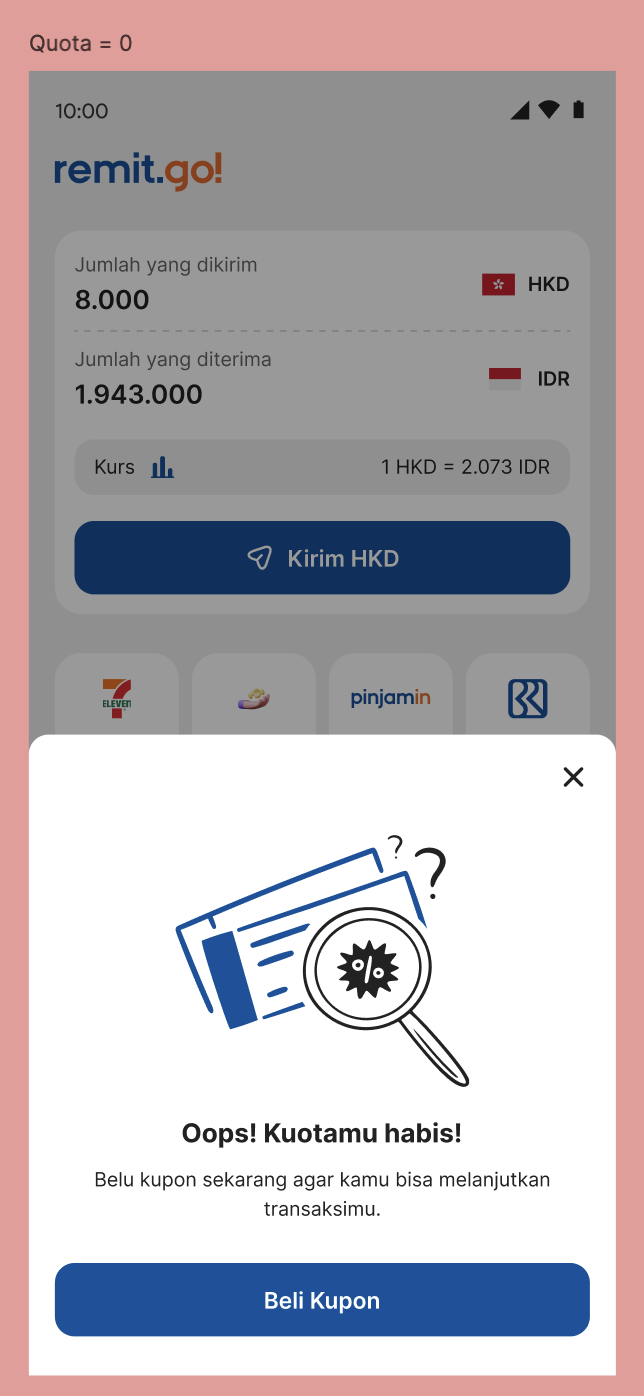 Quota = 0
10:00
remit.go!
Jumlah yang dikirim
8.000
HKD
Jumlah yang diterima
1.943.000
IDR
Kurs
1 HKD = 2.073 IDR
Kirim HKD
7
ELEVEN
pinjamin
? ?
%
Oops! Kuotamu habis!
Belu kupon sekarang agar kamu bisa melanjutkan
transaksimu.
Beli Kupon